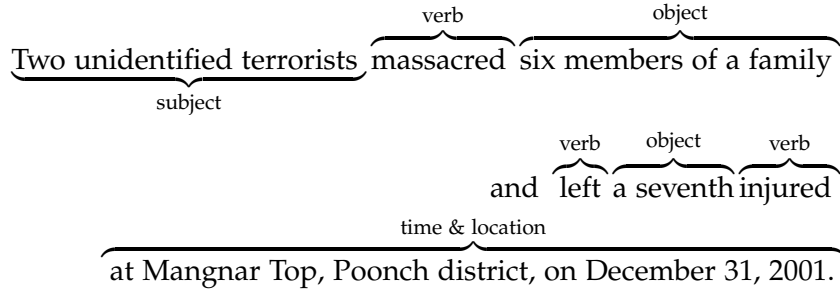 verb object
Two unidentified terrorists massacred six members of a family
subject
verb object verb
and left a seventh injured
time & location
at Mangnar Top, Poonch district, on December 31, 2001.